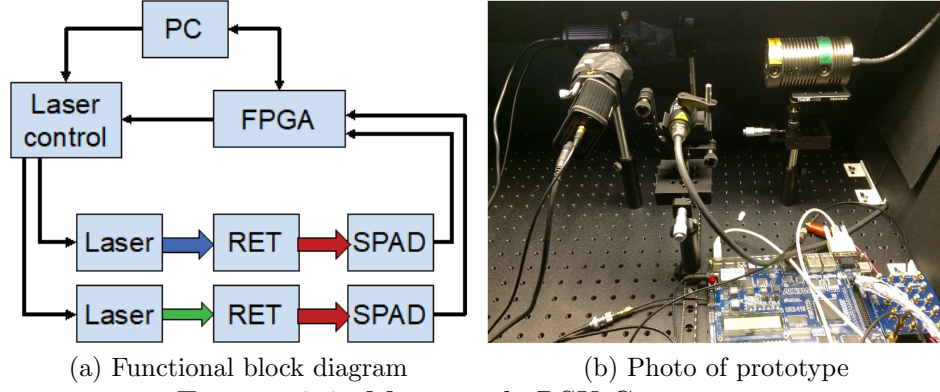 PC
Laser
control
FPGA
Laser
RET
SPAD
Laser
RET
SPAD
(a) Functional block diagram
(b) Photo of prototype